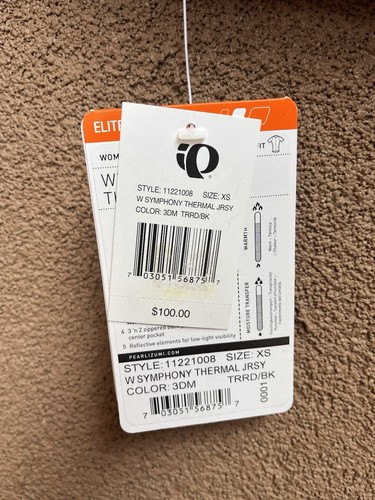 ELITE
WOM
FIT
W
TH
STYLE: 11221008 SIZE: XS
W SYMPHONY THERMAL JRSY
COLOR: 3DM TRRD/BK
7 03051 56875 7
$100.00
WARMTH
MOISTURE TRANSFER
4 3 'n 2 zippered back
center pocket
5 Reflective elements for low-light visibility
PEARLIZUMI.COM
STYLE: 11221008 SIZE: XS
W SYMPHONY THERMAL JRSY
COLOR: 3DM TRRD/BK
7 03051 56875 7
0001